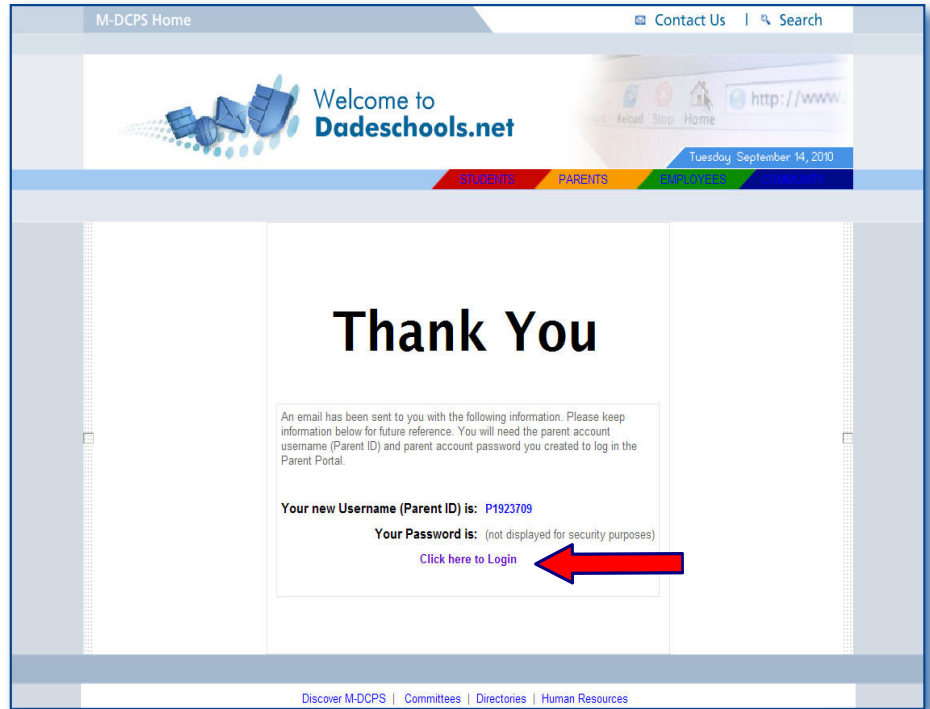 M-DCPS Home
Contact Us | Search
Welcome to
Dadeschools.net
http://www.
Reload Stop Home
Tuesday September 14, 2010
STUDENTS PARENTS EMPLOYEES COMMUNITY
Thank You
An email has been sent to you with the following information. Please keep
information below for future reference. You will need the parent account
username (Parent ID) and parent account password you created to log in the
Parent Portal.
Your new Username (Parent ID) is: P1923709
Your Password is: (not displayed for security purposes)
Click here to Login
Discover M-DCPS | Committees | Directories | Human Resources